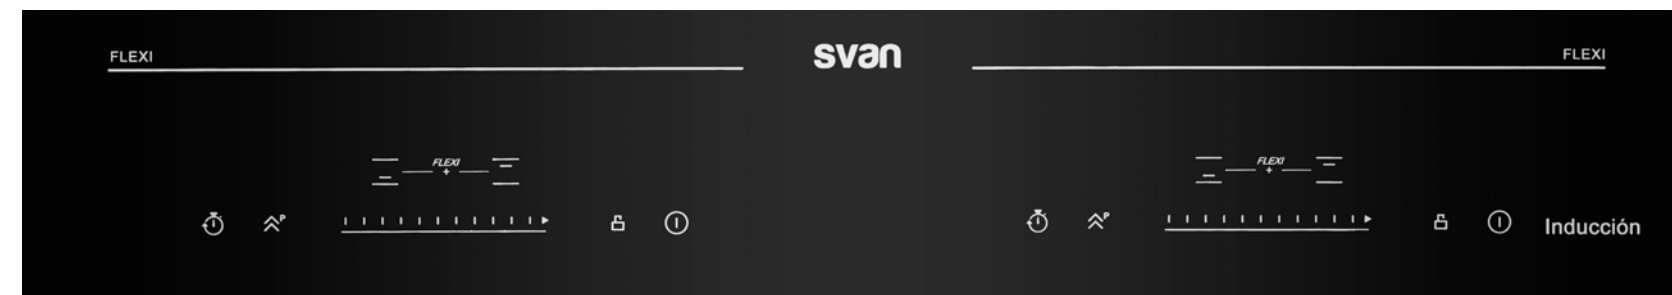 FLEXI
svan
FLEXI
FLEXI
FLEXI
P
P
Inducción